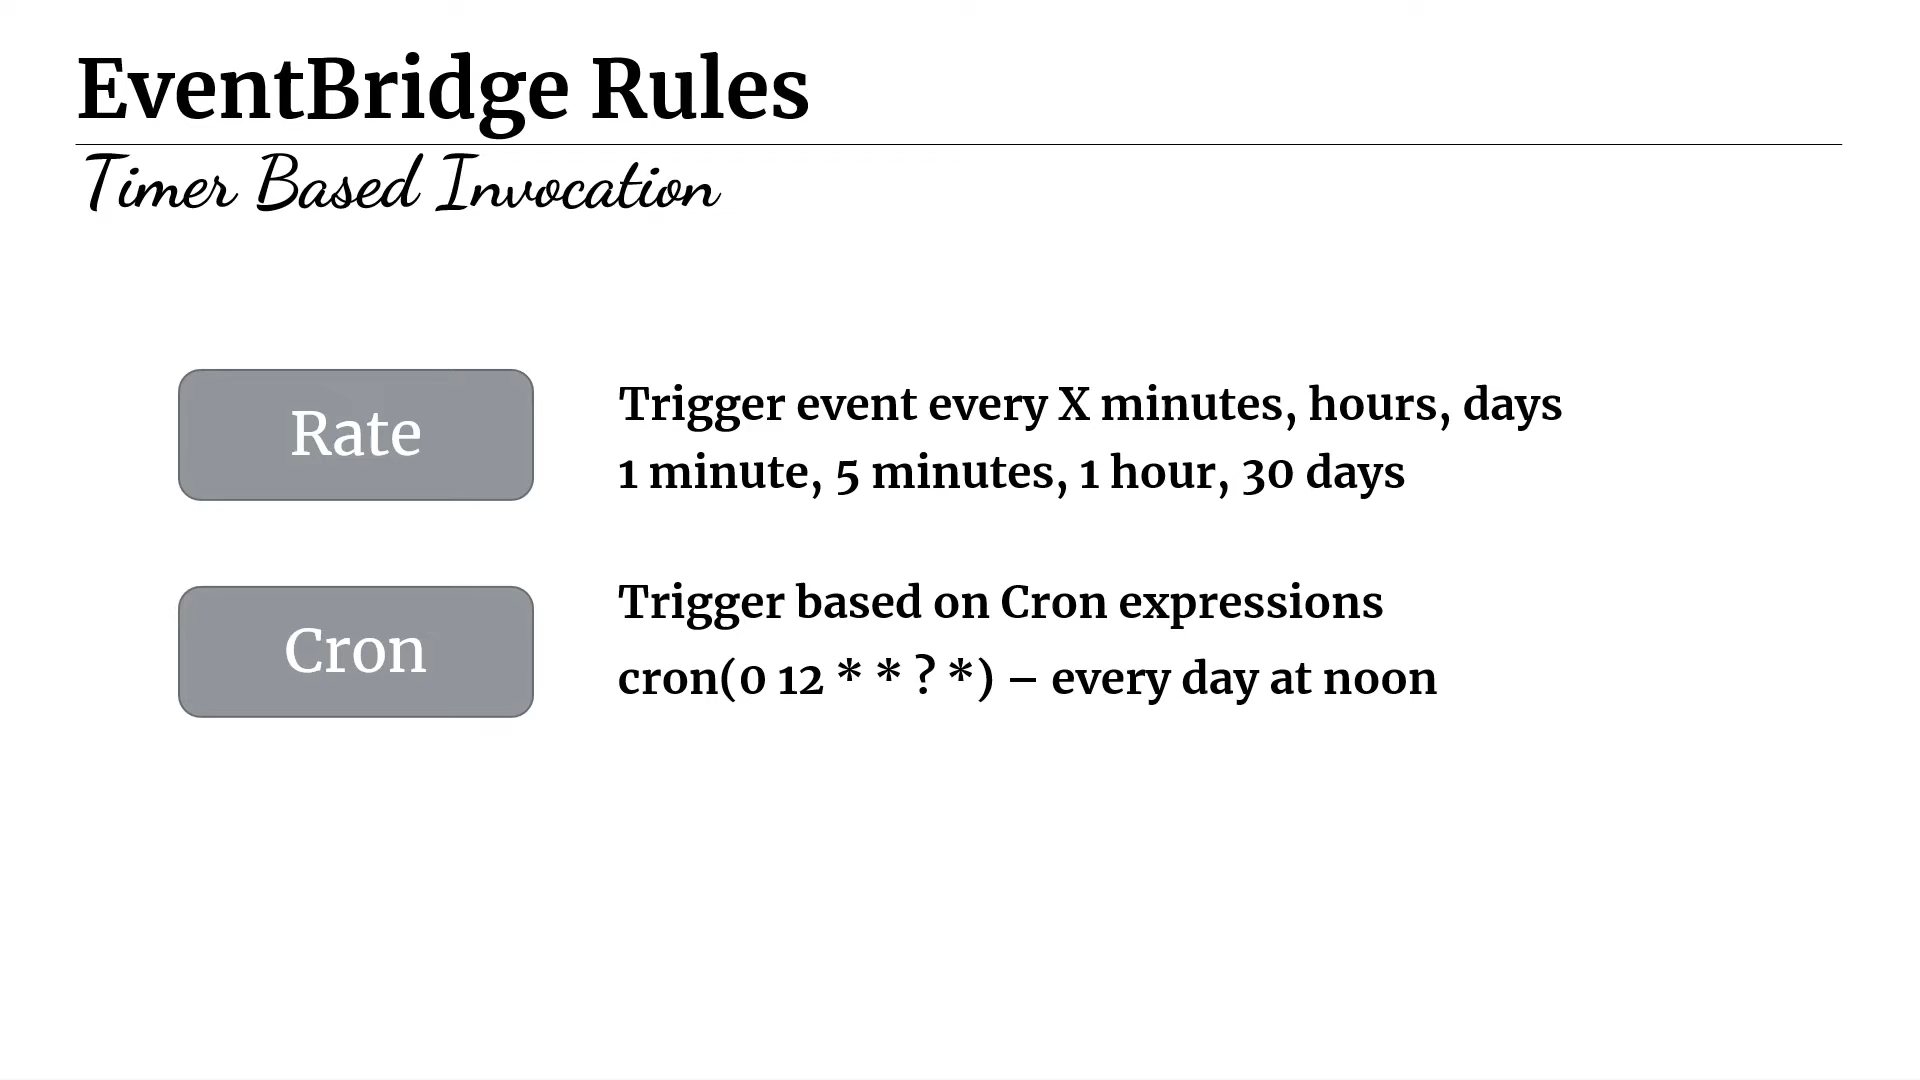 EventBridge Rules
Timer Based Invocation
Rate
Trigger event every X minutes, hours, days
1 minute, 5 minutes, 1 hour, 30 days
Cron
Trigger based on Cron expressions
cron(0 12 * * ? *) – every day at noon